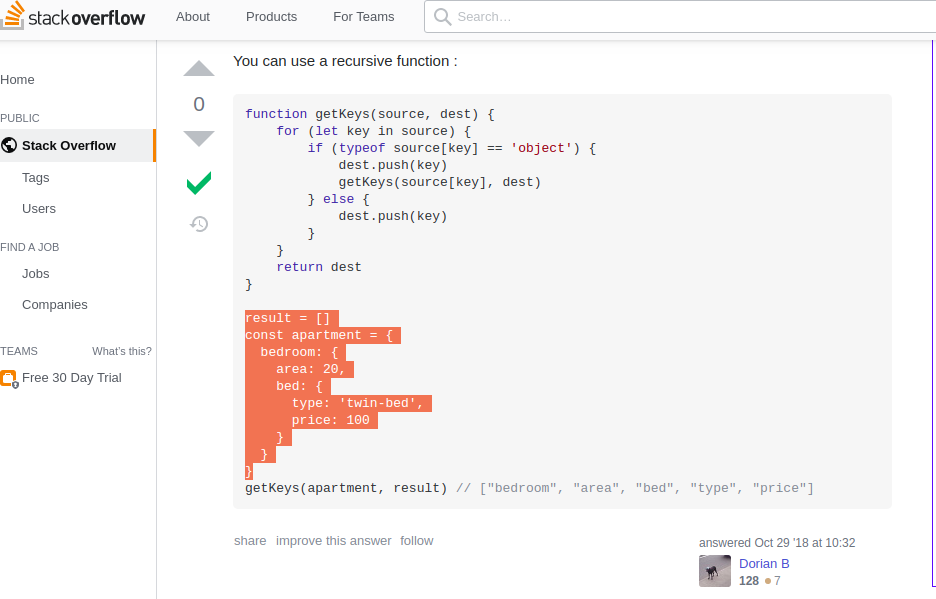 stackoverflow
About
Products
For Teams
Search…
Home
PUBLIC
Stack Overflow
Tags
Users
FIND A JOB
Jobs
Companies
TEAMS
What's this?
Free 30 Day Trial
0
You can use a recursive function :
function getKeys(source, dest) {
    for (let key in source) {
        if (typeof source[key] == 'object') {
            dest.push(key)
            getKeys(source[key], dest)
        } else {
            dest.push(key)
        }
    }
    return dest
}
result = []
const apartment = {
  bedroom: {
    area: 20,
    bed: {
      type: 'twin-bed',
      price: 100
    }
  }
}
getKeys(apartment, result) // ["bedroom", "area", "bed", "type", "price"]
share improve this answer follow
answered Oct 29 '18 at 10:32
Dorian B
128 ●7